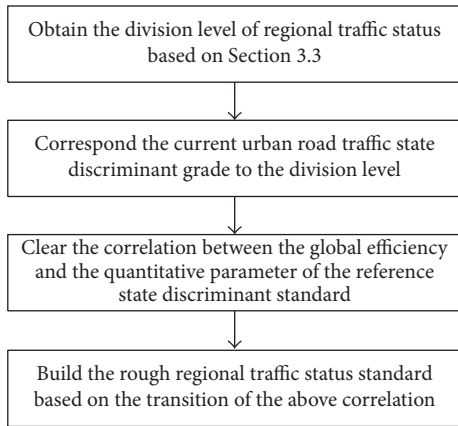 Obtain the division level of regional traffic status
based on Section 3.3
Correspond the current urban road traffic state
discriminant grade to the division level
Clear the correlation between the global efficiency
and the quantitative parameter of the reference
state discriminant standard
Build the rough regional traffic status standard
based on the transition of the above correlation